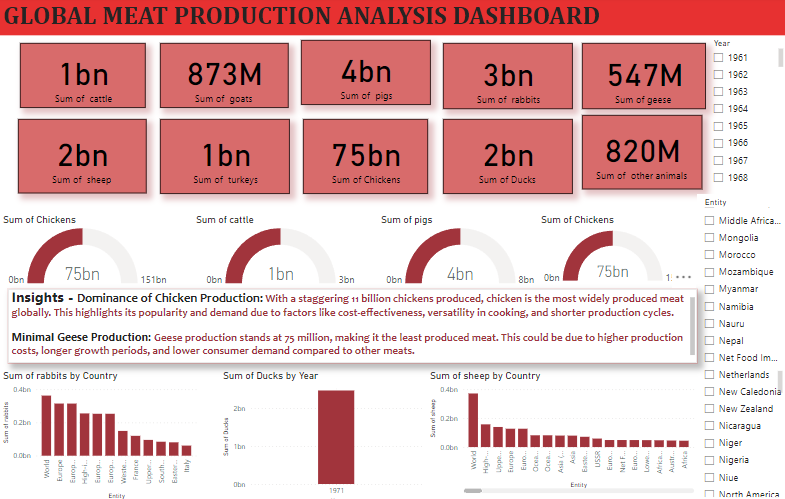 GLOBAL MEAT PRODUCTION ANALYSIS DASHBOARD
1bn
Sum of cattle
873M
Sum of goats
4bn
Sum of pigs
3bn
Sum of rabbits
547M
Sum of geese
2bn
Sum of sheep
1bn
Sum of turkeys
75bn
Sum of Chickens
2bn
Sum of Ducks
820M
Sum of other animals
Year
1961
1962
1963
1964
1965
1966
1967
1968
Sum of Chickens
75bn
0bn
151bn
Sum of cattle
1bn
0bn
3bn
Sum of pigs
4bn
0bn
8bn
Sum of Chickens
75bn
0bn
1: ...
Entity
Middle Africa...
Mongolia
Morocco
Mozambique
Myanmar
Namibia
Nauru
Nepal
Net Food Im...
Netherlands
New Caledonia
New Zealand
Nicaragua
Niger
Nigeria
Niue
North America
Insights - Dominance of Chicken Production: With a staggering 11 billion chickens produced, chicken is the most widely produced meat
globally. This highlights its popularity and demand due to factors like cost-effectiveness, versatility in cooking, and shorter production cycles.
Minimal Geese Production: Geese production stands at 75 million, making it the least produced meat. This could be due to higher production
costs, longer growth periods, and lower consumer demand compared to other meats.
Sum of rabbits by Country
Sum of rabbits
0.4bn
0.2bn
0.0bn
World
Europe
Europ...
High-i...
Europ...
Europ...
Weste...
France
Upper...
South...
Easter...
Italy
Entity
Sum of Ducks by Year
Sum of Ducks
2bn
1bn
0bn
1971
Sum of sheep by Country
Sum of sheep
0.4bn
0.2bn
0.0bn
World
High-...
Uppe...
Europe
Euro...
Ocea...
Ocea...
Asia (...
Asia
Easte...
USSR
Euro...
Net F...
Euro...
Lowe...
Africa...
Austr...
Africa
Entity